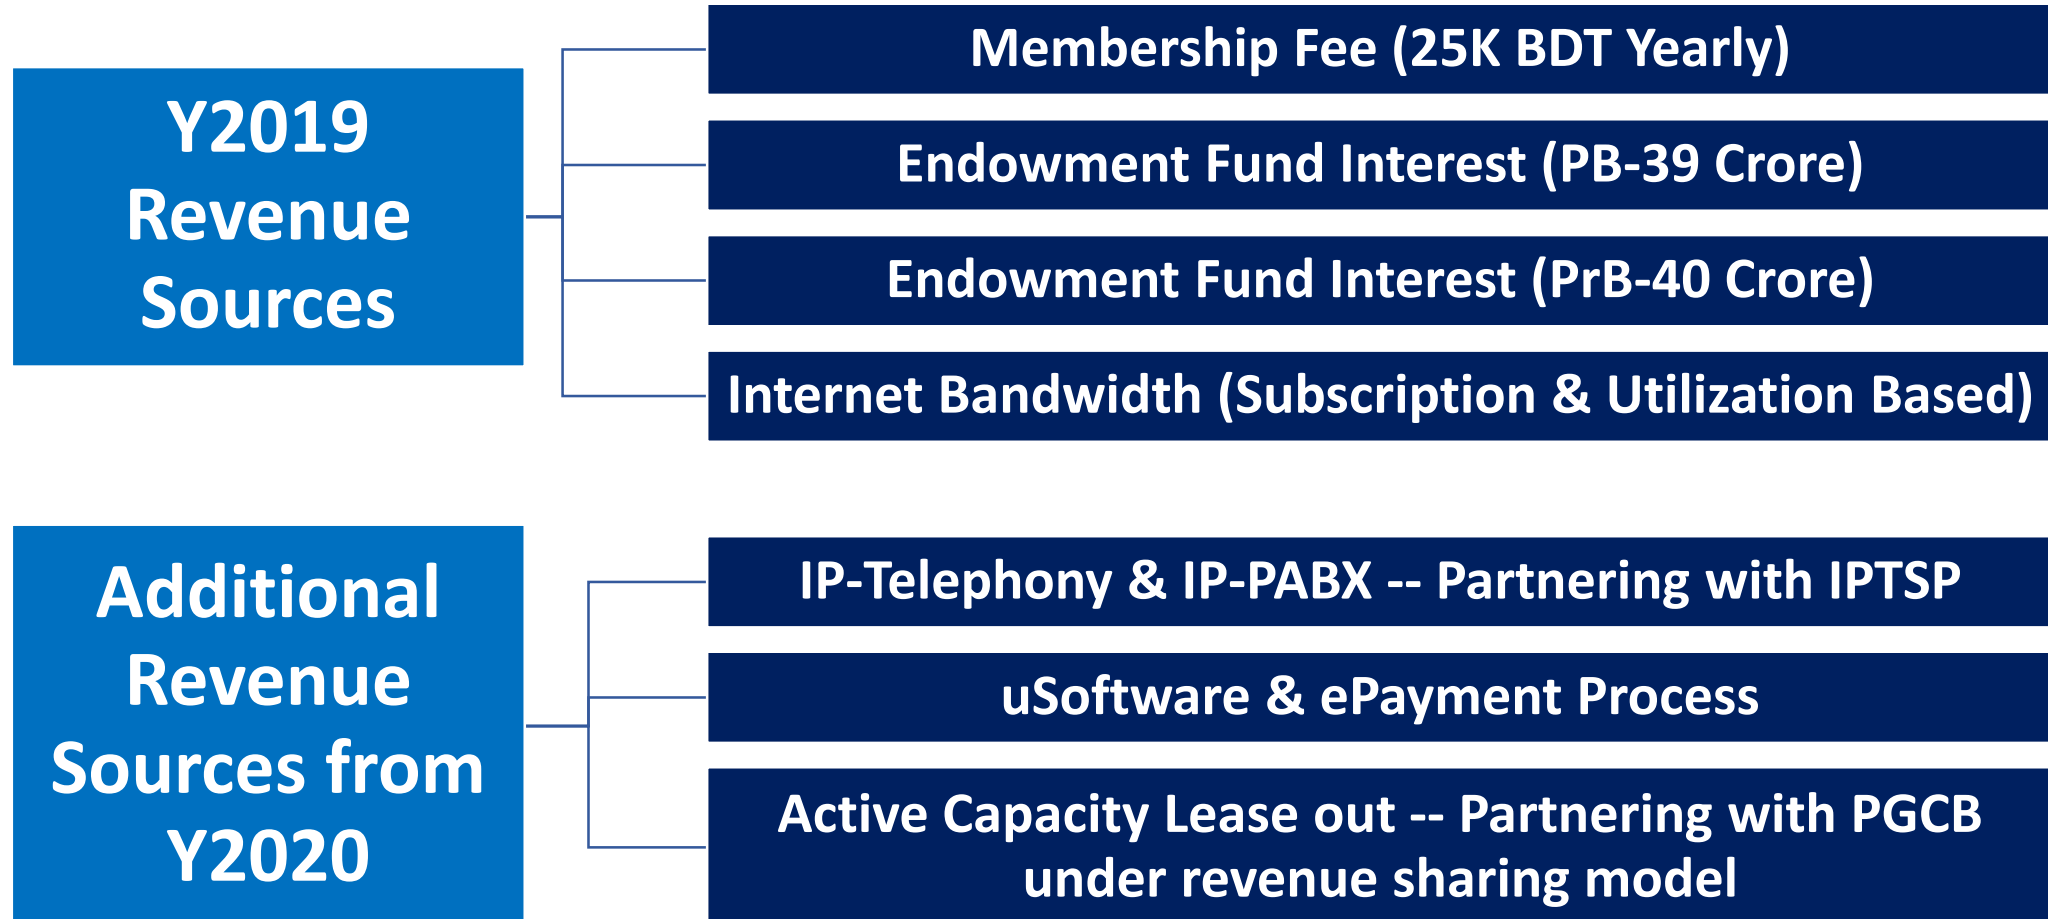 Y2019
Revenue
Sources
Membership Fee (25K BDT Yearly)
Endowment Fund Interest (PB-39 Crore)
Endowment Fund Interest (PrB-40 Crore)
Internet Bandwidth (Subscription & Utilization Based)
Additional
Revenue
Sources from
Y2020
IP-Telephony & IP-PABX -- Partnering with IPTSP
uSoftware & ePayment Process
Active Capacity Lease out -- Partnering with PGCB
under revenue sharing model